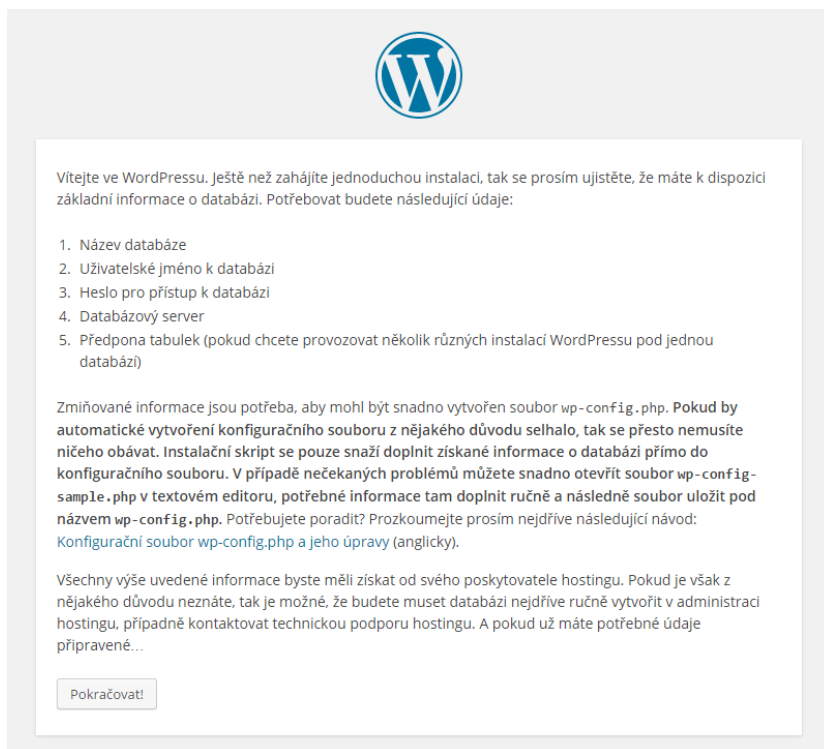 Vítejte ve WordPressu. Ještě než zahájíte jednoduchou instalaci, tak se prosím ujistěte, že máte k dispozici
základní informace o databázi. Potřebovat budete následující údaje:
1. Název databáze
2. Uživatelské jméno k databázi
3. Heslo pro přístup k databázi
4. Databázový server
5. Předpona tabulek (pokud chcete provozovat několik různých instalací WordPressu pod jednou
databází)
Zmiňované informace jsou potřeba, aby mohl být snadno vytvořen soubor wp-config.php. Pokud by
automatické vytvoření konfiguračního souboru z nějakého důvodu selhalo, tak se přesto nemusíte
ničeho obávat. Instalační skript se pouze snaží doplnit získané informace o databázi přímo do
konfiguračního souboru. V případě nečekaných problémů můžete snadno otevřít soubor wp-config-
sample.php v textovém editoru, potřebné informace tam doplnit ručně a následně soubor uložit pod
názvem wp-config.php. Potřebujete poradit? Prozkoumejte prosím nejdříve následující návod:
Konfigurační soubor wp-config.php a jeho úpravy (anglicky).
Všechny výše uvedené informace byste měli získat od svého poskytovatele hostingu. Pokud je však z
nějakého důvodu neznáte, tak je možné, že budete muset databázi nejdříve ručně vytvořit v administraci
hostingu, případně kontaktovat technickou podporu hostingu. A pokud už máte potřebné údaje
připravené…
Pokračovat!